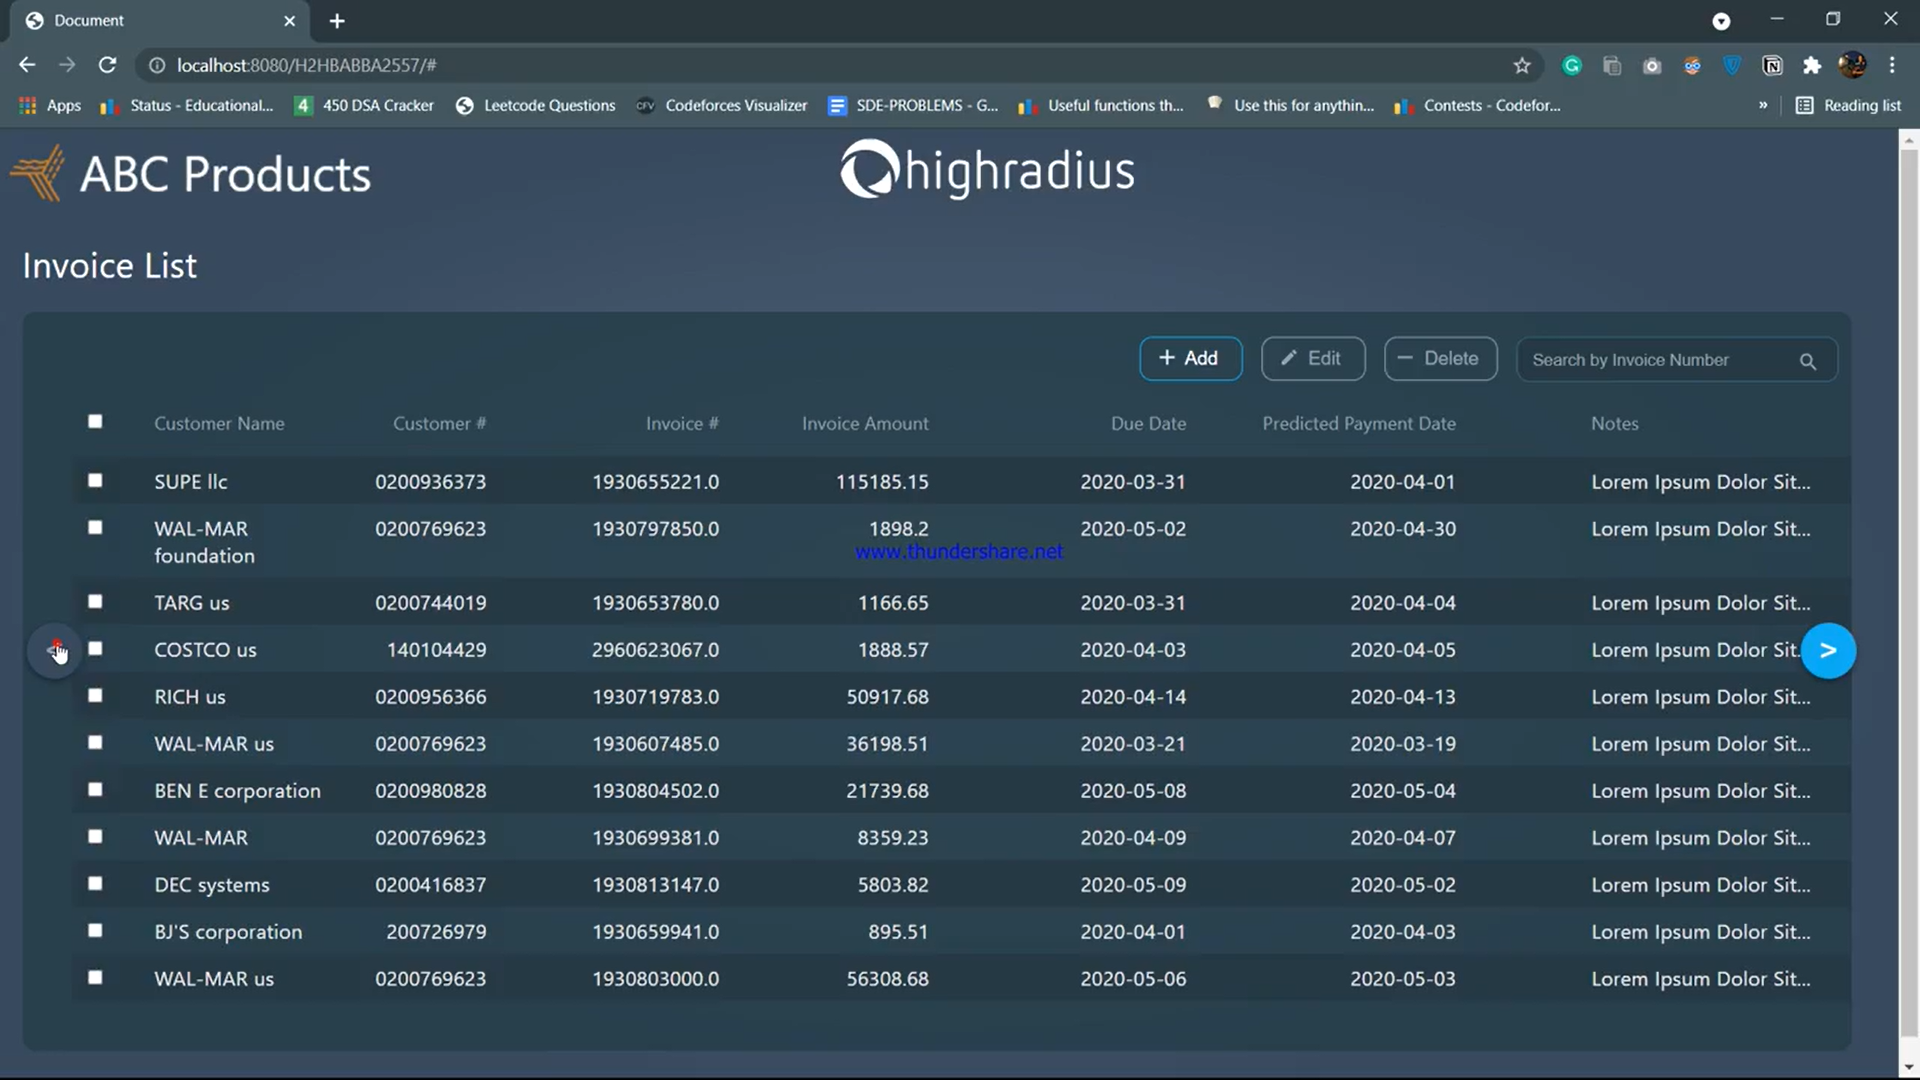 Document
localhost:8080/H2HBABBA2557/#
Apps Status - Educational... 450 DSA Cracker Leetcode Questions Codeforces Visualizer SDE-PROBLEMS - G... Useful functions th... Use this for anythin... Contests - Codefor... » Reading list
ABC Products
highradius
Invoice List
+ Add Edit − Delete Search by Invoice Number
Customer Name Customer # Invoice # Invoice Amount Due Date Predicted Payment Date Notes
SUPE llc 0200936373 1930655221.0 115185.15 2020-03-31 2020-04-01 Lorem Ipsum Dolor Sit...
WAL-MAR 0200769623 1930797850.0 1898.2 2020-05-02 2020-04-30 Lorem Ipsum Dolor Sit...
foundation
www.thundershare.net
TARG us 0200744019 1930653780.0 1166.65 2020-03-31 2020-04-04 Lorem Ipsum Dolor Sit...
COSTCO us 140104429 2960623067.0 1888.57 2020-04-03 2020-04-05 Lorem Ipsum Dolor Sit. >
RICH us 0200956366 1930719783.0 50917.68 2020-04-14 2020-04-13 Lorem Ipsum Dolor Sit...
WAL-MAR us 0200769623 1930607485.0 36198.51 2020-03-21 2020-03-19 Lorem Ipsum Dolor Sit...
BEN E corporation 0200980828 1930804502.0 21739.68 2020-05-08 2020-05-04 Lorem Ipsum Dolor Sit...
WAL-MAR 0200769623 1930699381.0 8359.23 2020-04-09 2020-04-07 Lorem Ipsum Dolor Sit...
DEC systems 0200416837 1930813147.0 5803.82 2020-05-09 2020-05-02 Lorem Ipsum Dolor Sit...
BJ'S corporation 200726979 1930659941.0 895.51 2020-04-01 2020-04-03 Lorem Ipsum Dolor Sit...
WAL-MAR us 0200769623 1930803000.0 56308.68 2020-05-06 2020-05-03 Lorem Ipsum Dolor Sit...